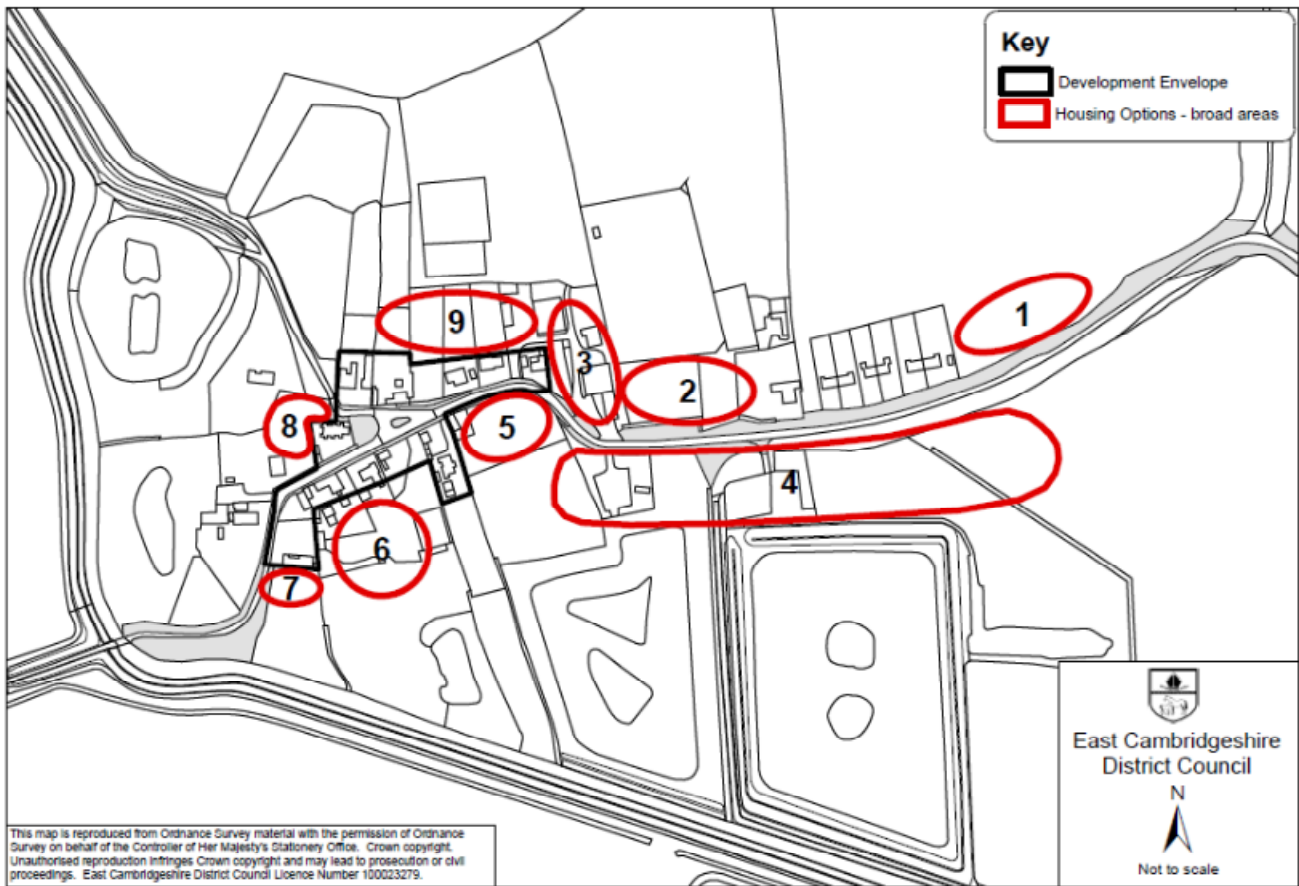 Key
Development Envelope
Housing Options - broad areas
1
9
3
2
8
5
4
6
7
East Cambridgeshire
District Council
N
Not to scale
This map is reproduced from Ordnance Survey material with the permission of Ordnance
Survey on behalf of the Controller of Her Majesty's Stationery Office. Crown copyright.
Unauthorised reproduction infringes Crown copyright and may lead to prosecution or civil
proceedings. East Cambridgeshire District Council Licence Number 100023279.